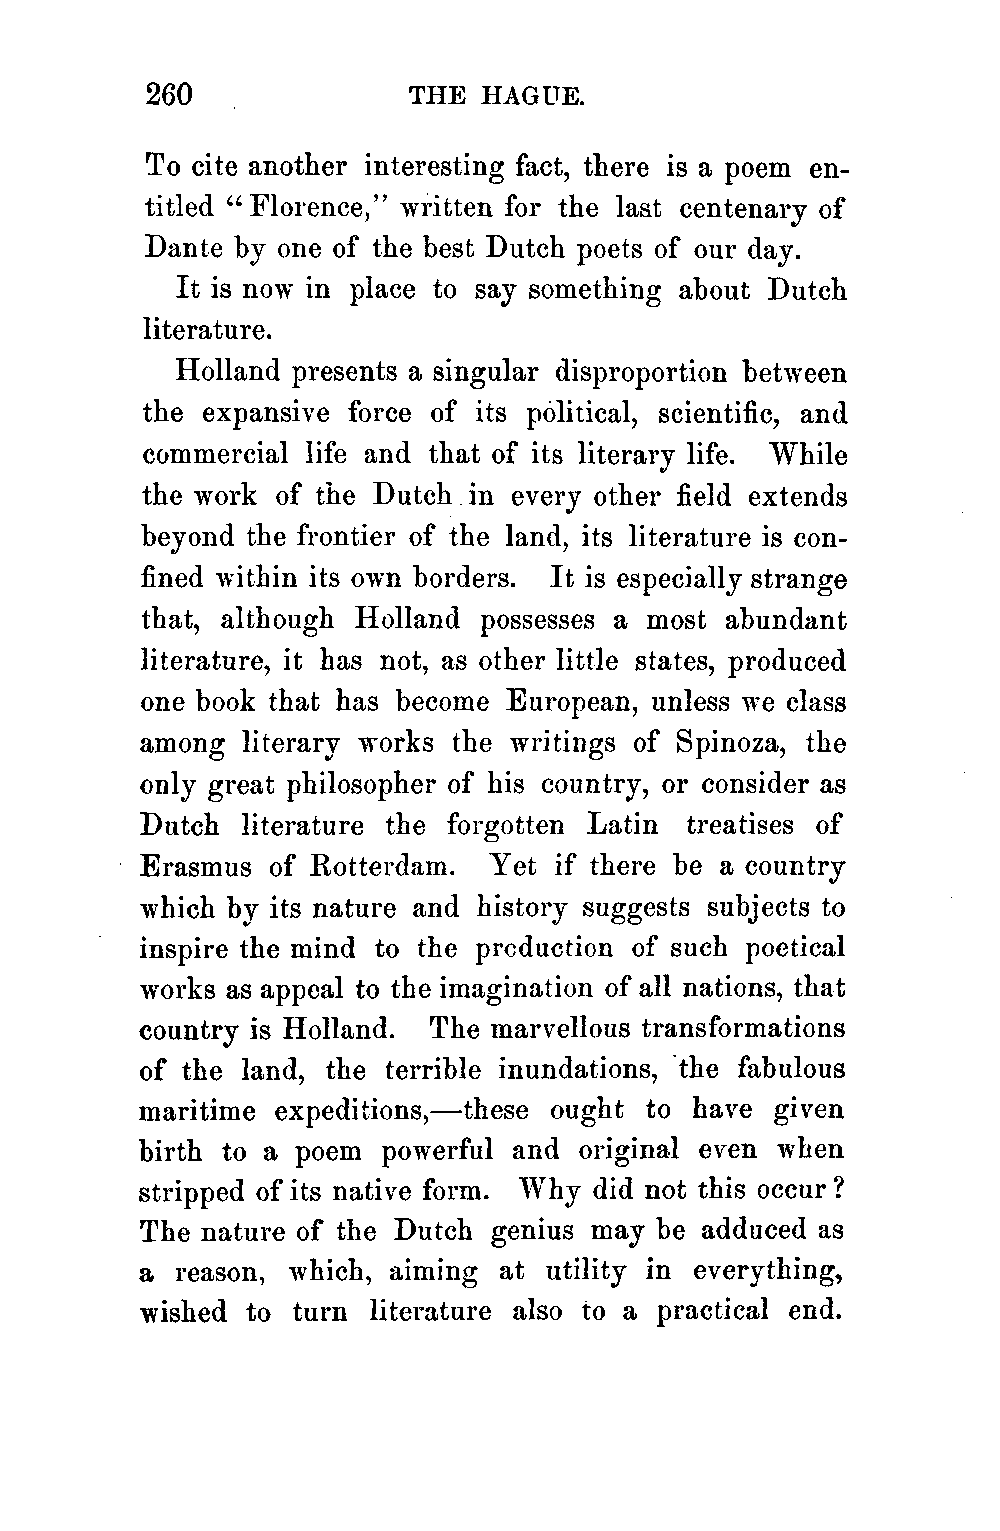 260 THE HAGUE.
To cite another interesting fact, there is a poem en-
titled “Florence,” written for the last centenary of
Dante by one of the best Dutch poets of our day.
It is now in place to say something about Dutch
literature.
Holland presents a singular disproportion between
the expansive force of its political, scientific, and
commercial life and that of its literary life. While
the work of the Dutch in every other field extends
beyond the frontier of the land, its literature is con-
fined within its own borders. It is especially strange
that, although Holland possesses a most abundant
literature, it has not, as other little states, produced
one book that has become European, unless we class
among literary works the writings of Spinoza, the
only great philosopher of his country, or consider as
Dutch literature the forgotten Latin treatises of
Erasmus of Rotterdam. Yet if there be a country
which by its nature and history suggests subjects to
inspire the mind to the production of such poetical
works as appeal to the imagination of all nations, that
country is Holland. The marvellous transformations
of the land, the terrible inundations, the fabulous
maritime expeditions,—these ought to have given
birth to a poem powerful and original even when
stripped of its native form. Why did not this occur?
The nature of the Dutch genius may be adduced as
a reason, which, aiming at utility in everything,
wished to turn literature also to a practical end.